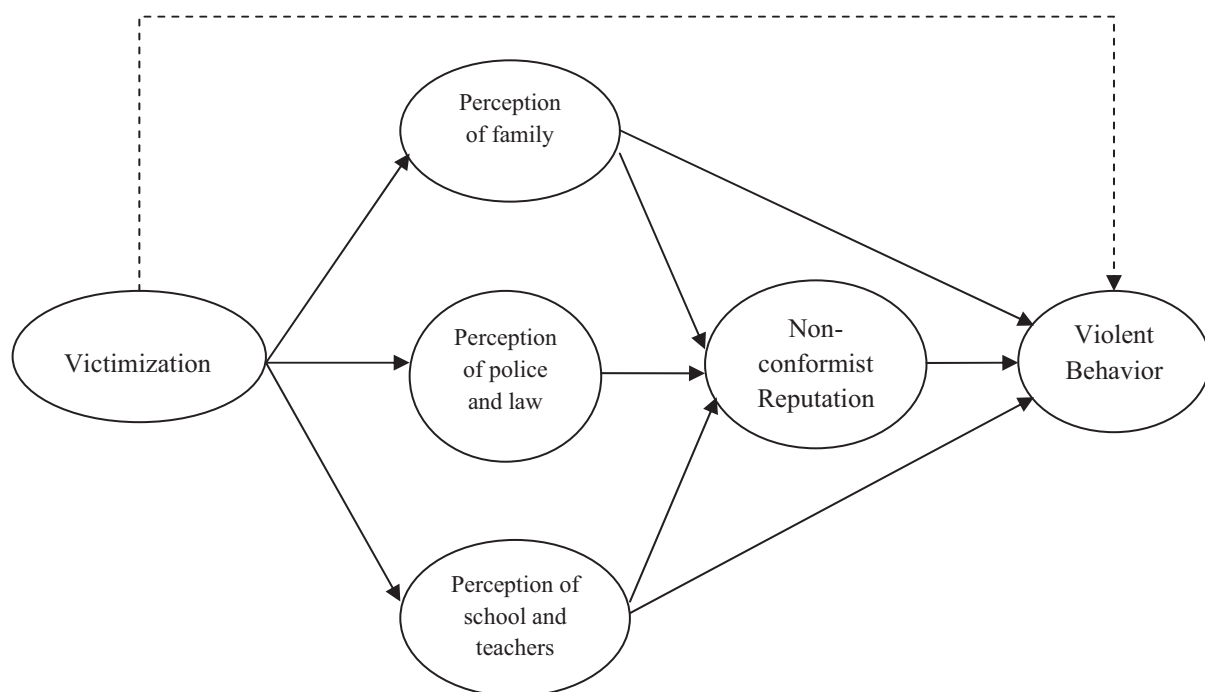 Perception
of family
Victimization
Perception
of police
and law
Non-
conformist
Reputation
Violent
Behavior
Perception of
school and
teachers